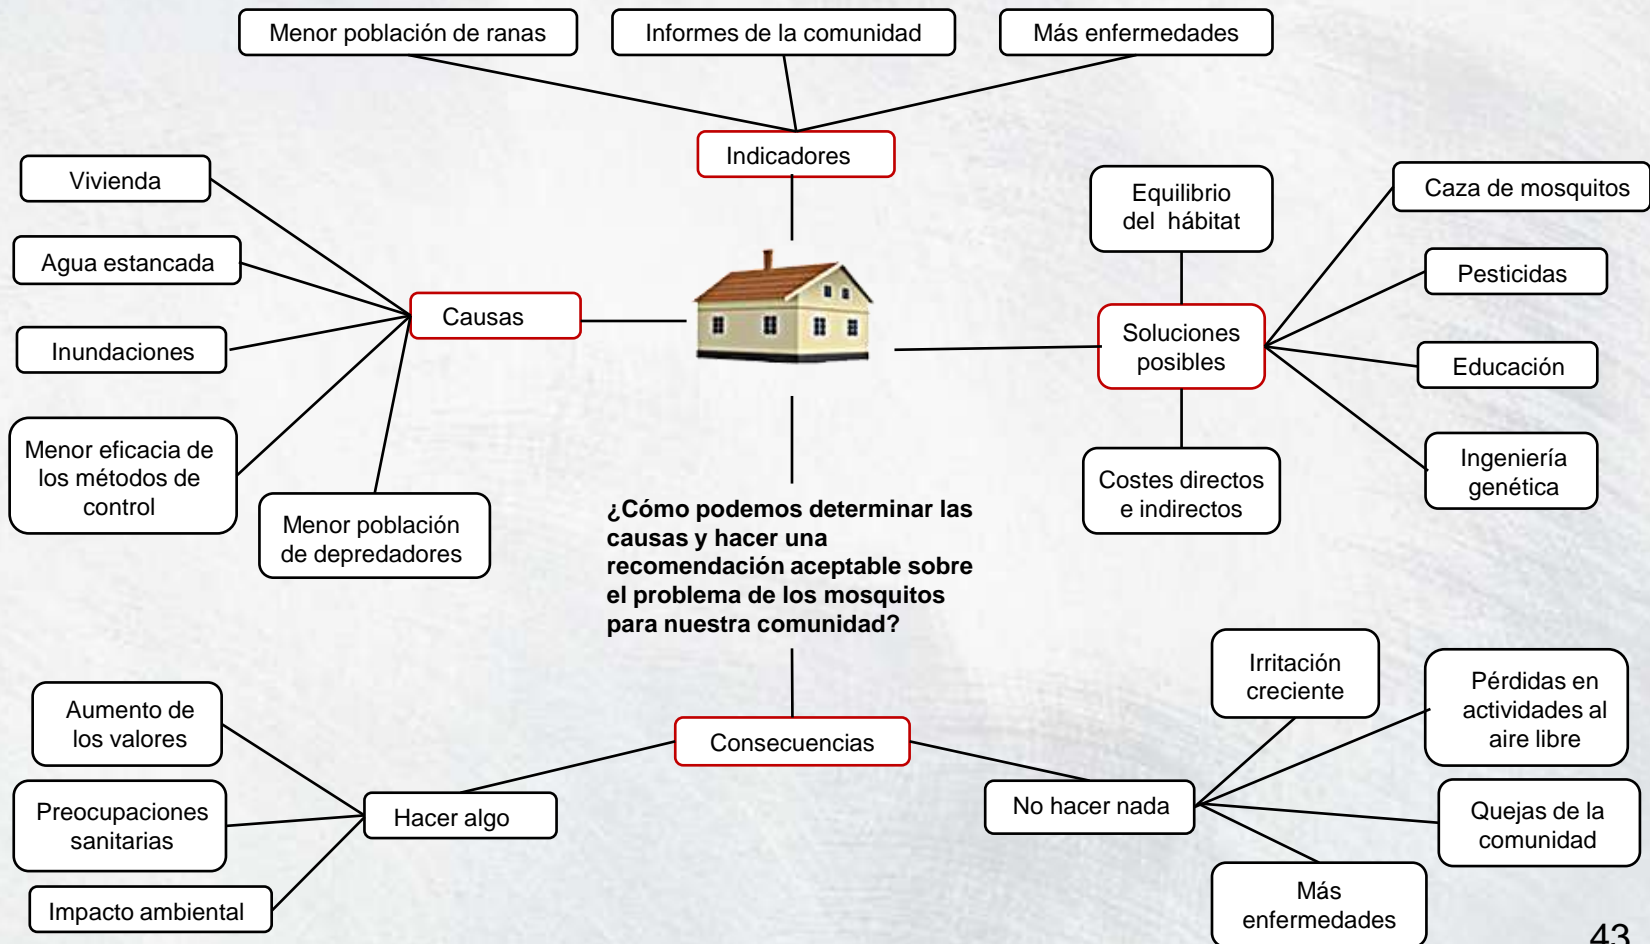 Menor población de ranas
Informes de la comunidad
Más enfermedades
Indicadores
Vivienda
Agua estancada
Inundaciones
Menor eficacia de
los métodos de
control
Menor población
de depredadores
Causas
Equilibrio
del hábitat
Soluciones
posibles
Costes directos
e indirectos
Caza de mosquitos
Pesticidas
Educación
Ingeniería
genética
¿Cómo podemos determinar las
causas y hacer una
recomendación aceptable sobre
el problema de los mosquitos
para nuestra comunidad?
Consecuencias
Hacer algo
Aumento de
los valores
Preocupaciones
sanitarias
Impacto ambiental
No hacer nada
Irritación
creciente
Pérdidas en
actividades al
aire libre
Quejas de la
comunidad
Más
enfermedades
43